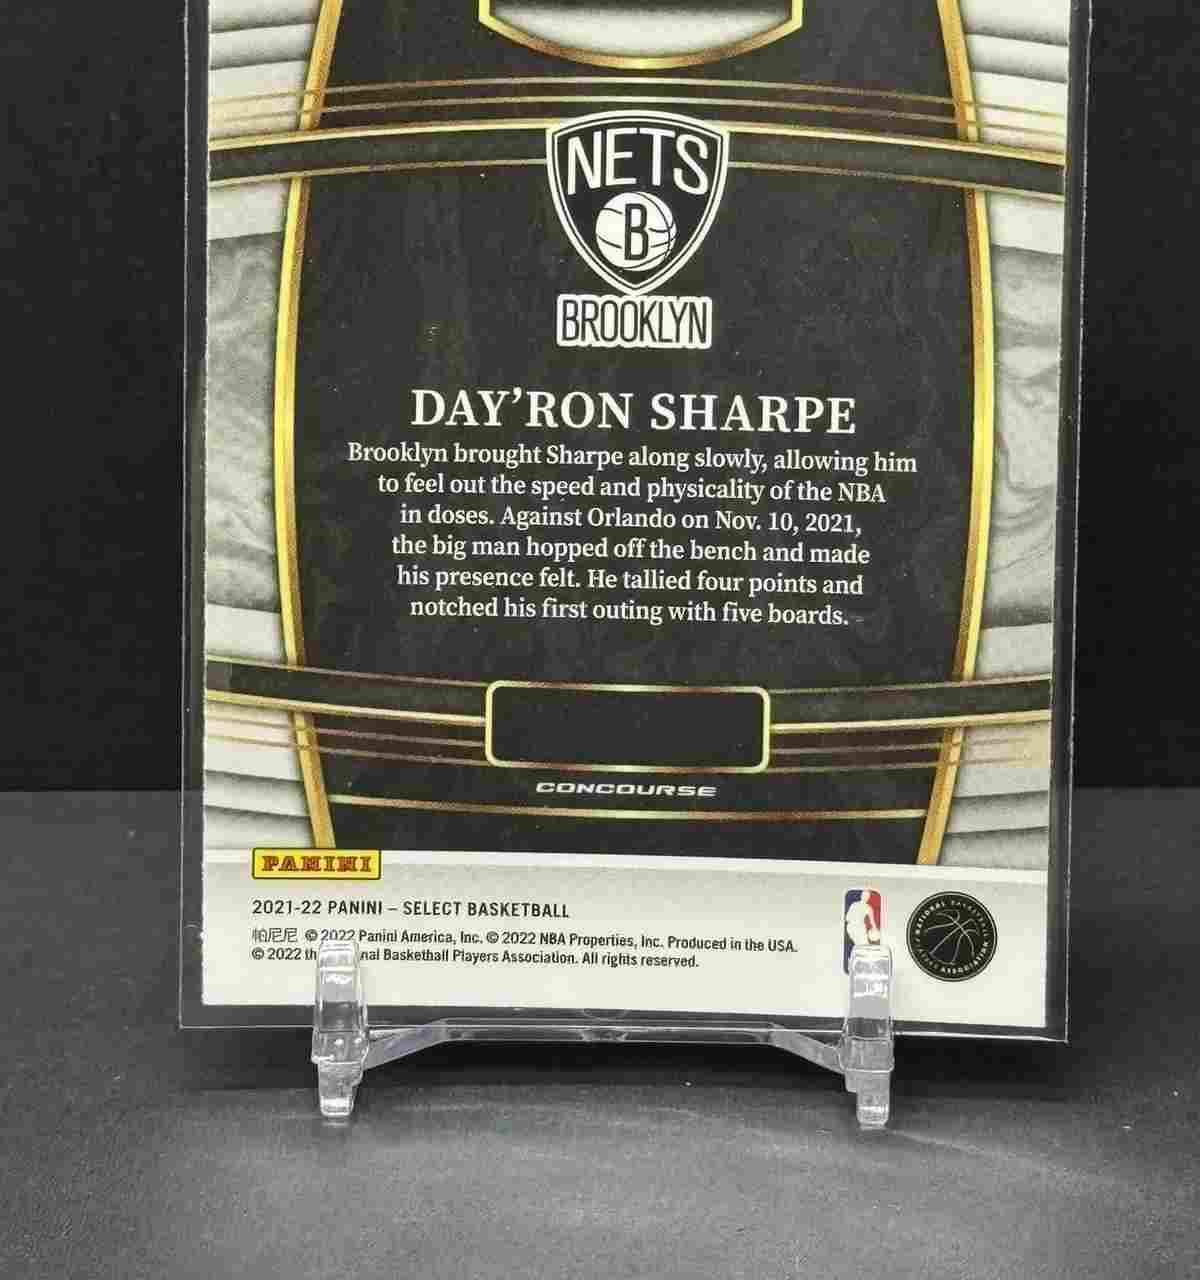 NETS
B
BROOKLYN
DAY'RON SHARPE
Brooklyn brought Sharpe along slowly, allowing him
to feel out the speed and physicality of the NBA
in doses. Against Orlando on Nov. 10, 2021,
the big man hopped off the bench and made
his presence felt. He tallied four points and
notched his first outing with five boards.
CONCOURSE
PANINI
2021-22 PANINI – SELECT BASKETBALL
帕尼尼 © 2022 Panini America, Inc. © 2022 NBA Properties, Inc. Produced in the USA.
© 2022 Basketball Players Association. All rights reserved.
NATIONAL BASKETBALL
ASSOCIATION